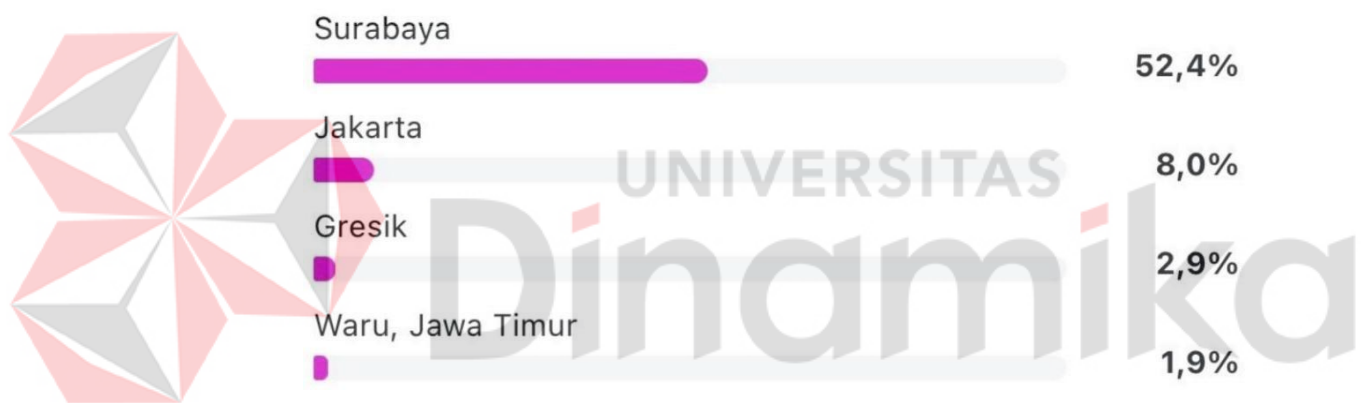 Surabaya
52,4%
Jakarta
8,0%
UNIVERSITAS
Dinamika
Gresik
2,9%
Waru, Jawa Timur
1,9%